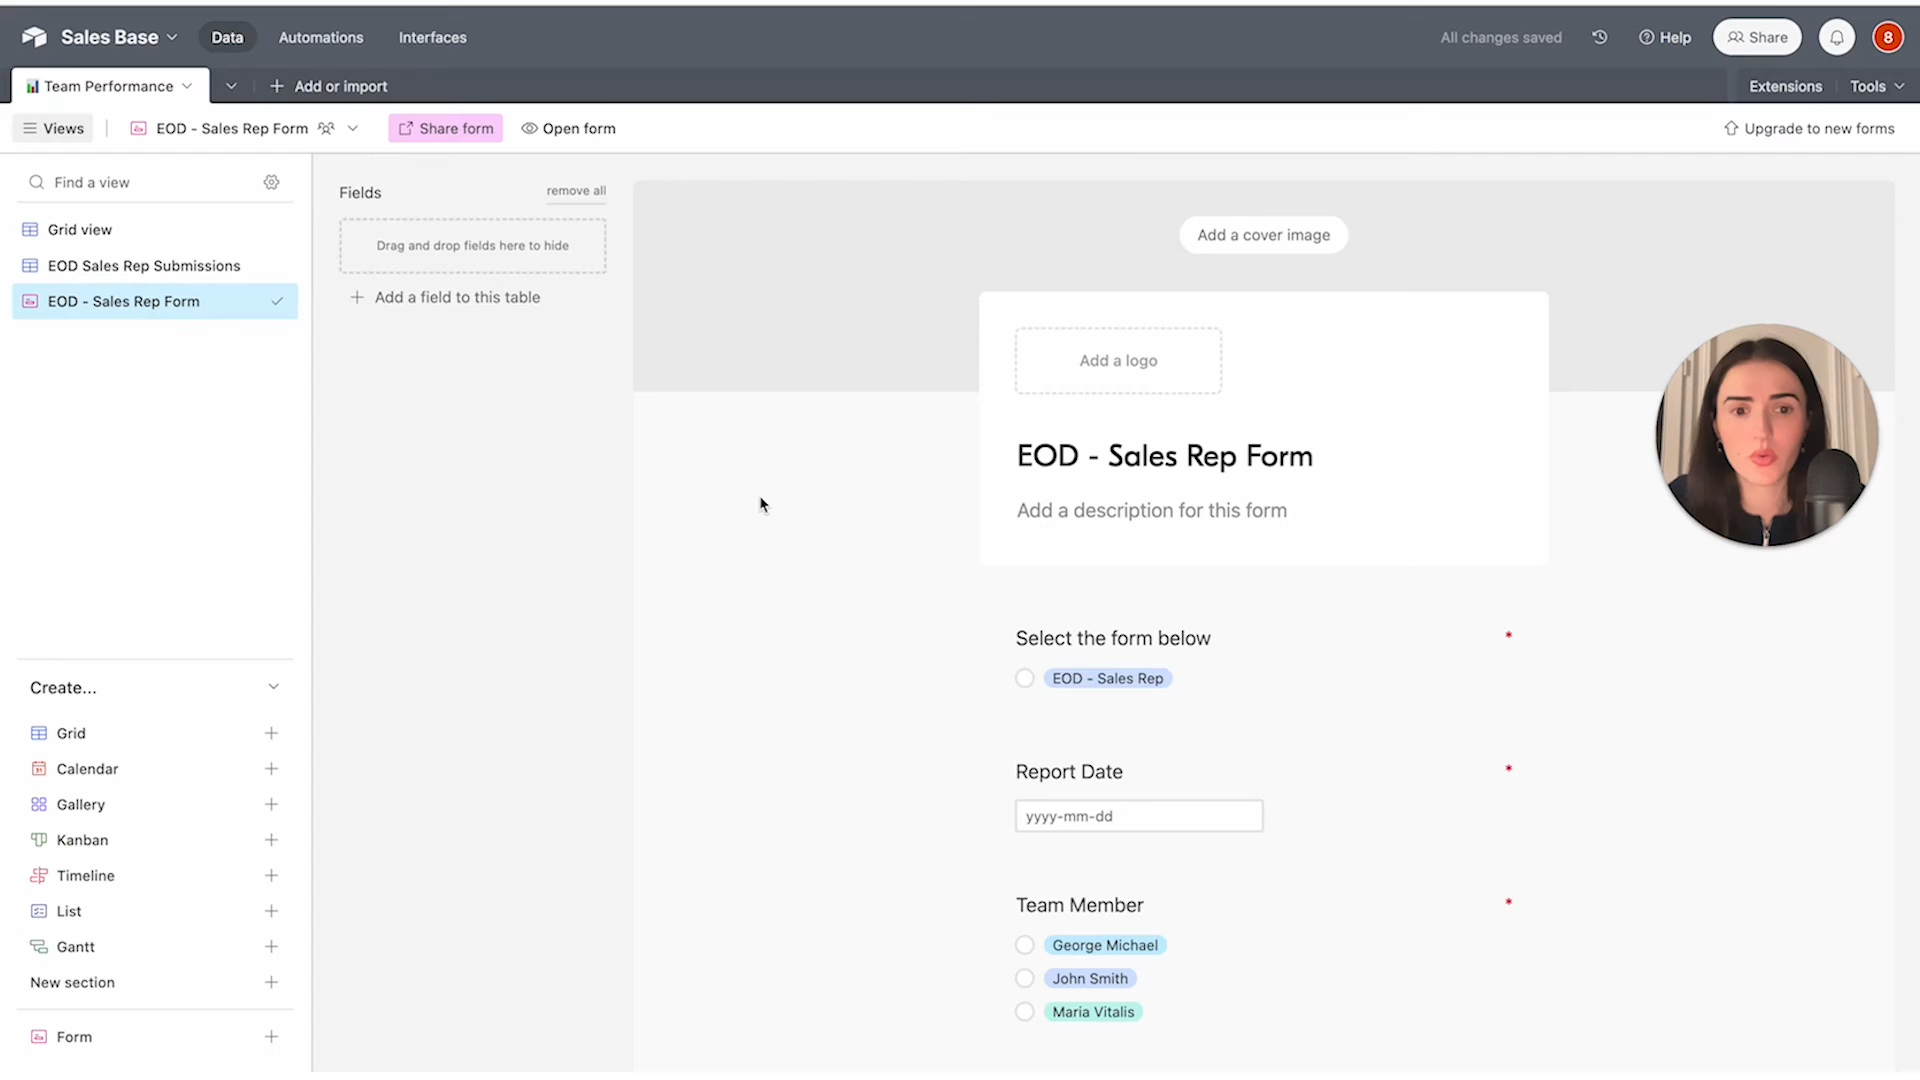 Sales Base
Data
Automations
Interfaces
All changes saved
Help
Share
8
Team Performance
Add or import
Extensions
Tools
Views
EOD - Sales Rep Form
Share form
Open form
Upgrade to new forms
Find a view
Grid view
EOD Sales Rep Submissions
EOD - Sales Rep Form
Create...
Grid
Calendar
Gallery
Kanban
Timeline
List
Gantt
New section
Form
Fields
remove all
Drag and drop fields here to hide
Add a field to this table
Add a cover image
Add a logo
EOD - Sales Rep Form
Add a description for this form
Select the form below *
EOD - Sales Rep
Report Date *
yyyy-mm-dd
Team Member *
George Michael
John Smith
Maria Vitalis